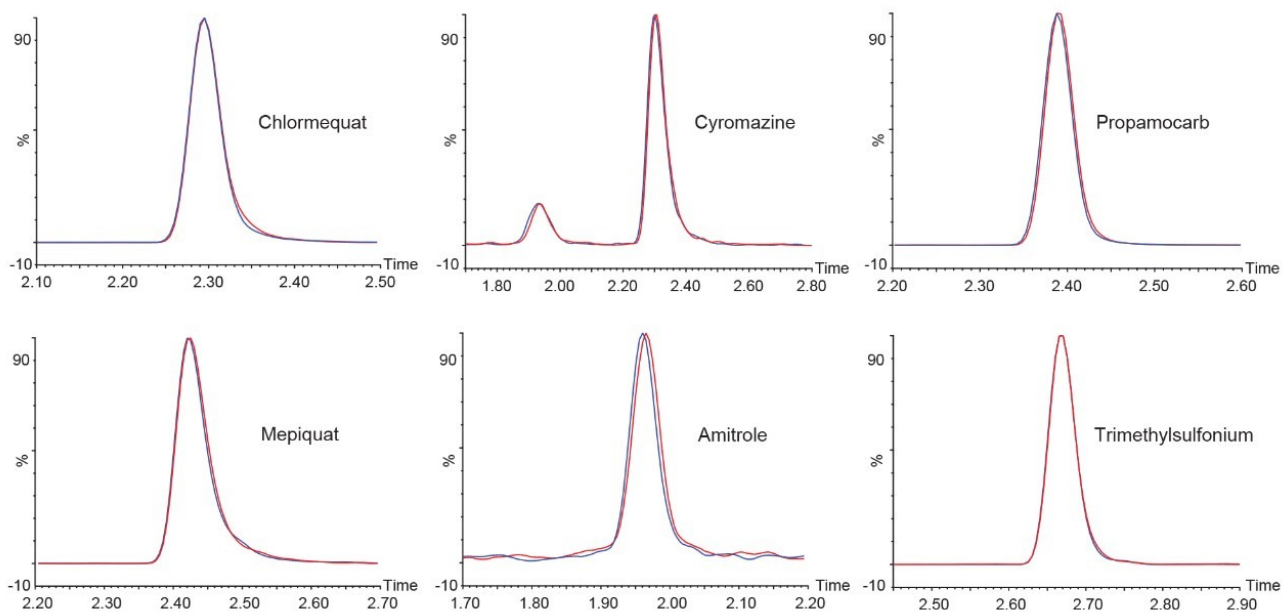 90
Chlormequat
%
-10
Time
2.10 2.20 2.30 2.40 2.50
90
Cyromazine
%
-10
Time
1.80 2.00 2.20 2.40 2.60 2.80
90
Propamocarb
%
-10
Time
2.20 2.30 2.40 2.50 2.60
90
Mepiquat
%
-10
Time
2.20 2.30 2.40 2.50 2.60 2.70
90
Amitrole
%
-10
Time
1.70 1.80 1.90 2.00 2.10 2.20
90
Trimethylsulfonium
%
-10
Time
2.50 2.60 2.70 2.80 2.90